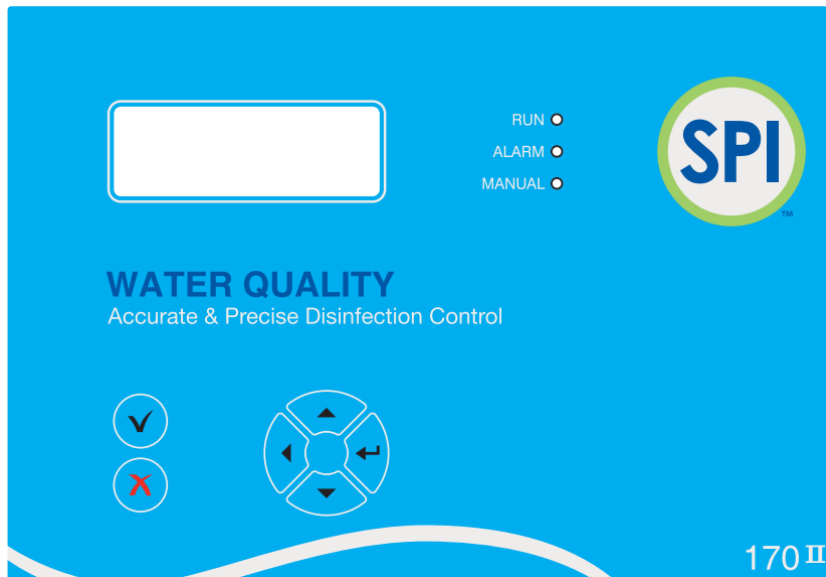 RUN
ALARM
MANUAL
SPI
TM
WATER QUALITY
Accurate & Precise Disinfection Control
170 II